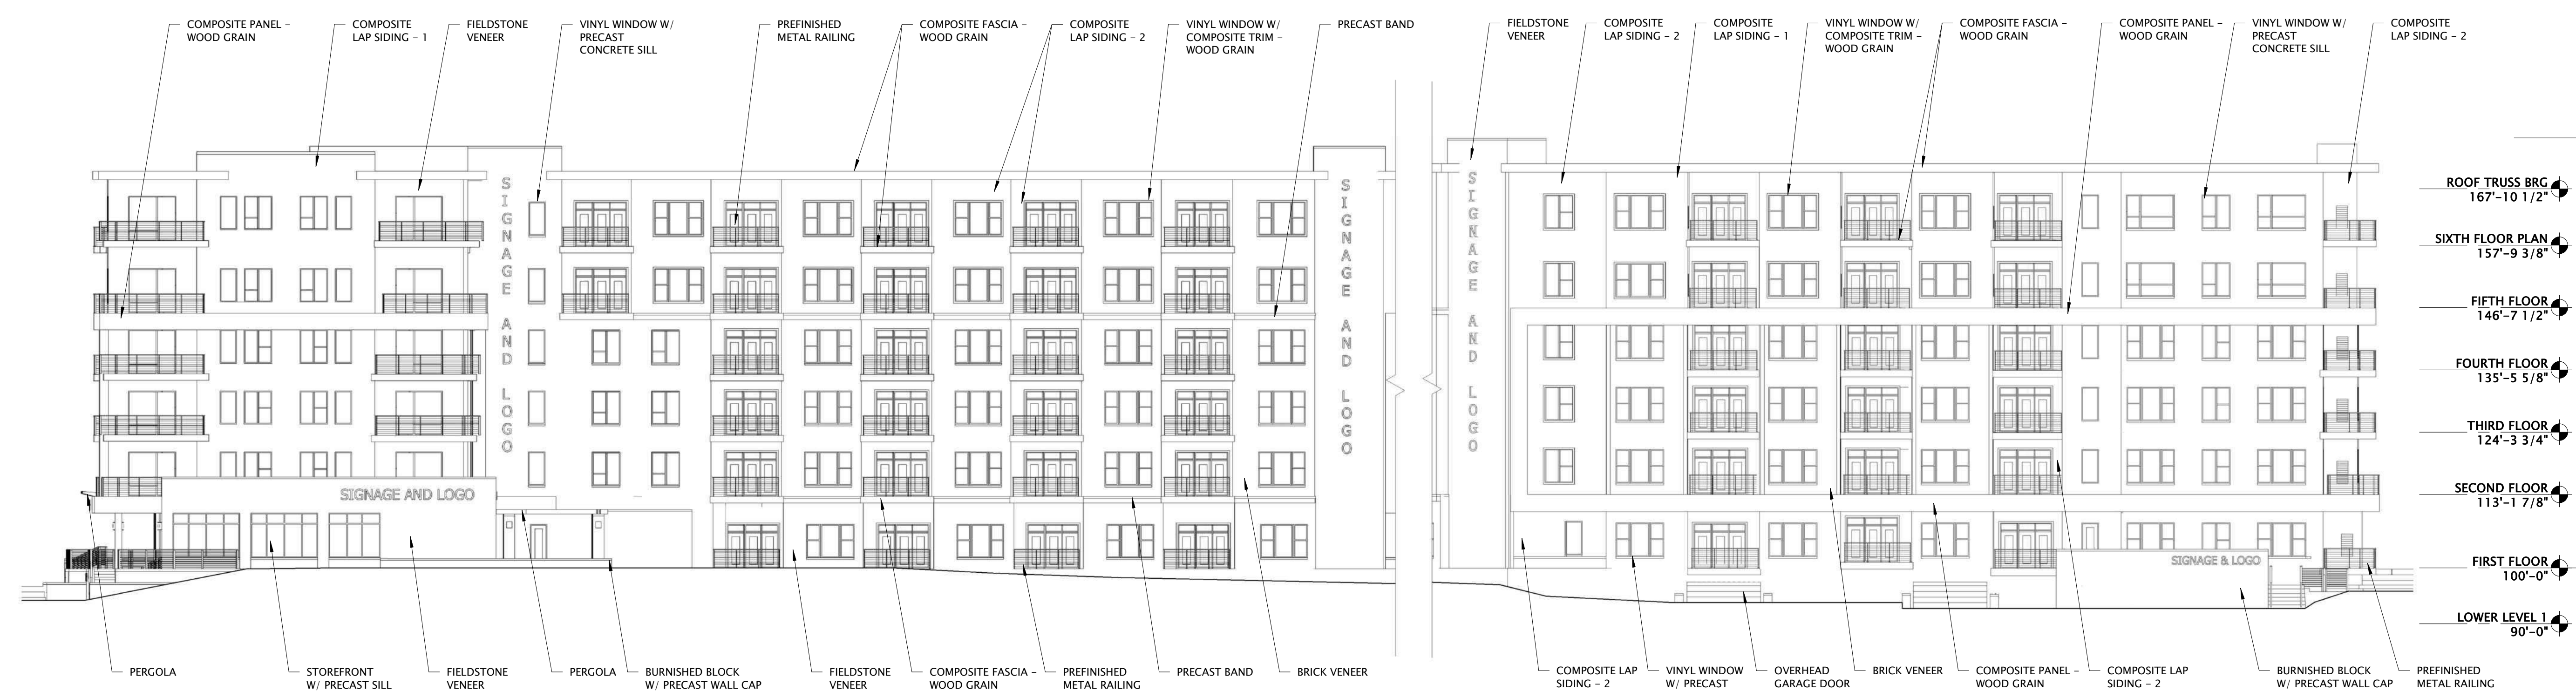 COMPOSITE PANEL -
WOOD GRAIN
COMPOSITE
LAP SIDING - 1
FIELDSTONE
VENEER
VINYL WINDOW W/
PRECAST
CONCRETE SILL
PREFINISHED
METAL RAILING
COMPOSITE FASCIA -
WOOD GRAIN
COMPOSITE
LAP SIDING - 2
VINYL WINDOW W/
COMPOSITE TRIM -
WOOD GRAIN
PRECAST BAND
FIELDSTONE
VENEER
COMPOSITE
LAP SIDING - 2
COMPOSITE
LAP SIDING - 1
VINYL WINDOW W/
COMPOSITE TRIM -
WOOD GRAIN
COMPOSITE FASCIA -
WOOD GRAIN
COMPOSITE PANEL -
WOOD GRAIN
VINYL WINDOW W/
PRECAST
CONCRETE SILL
COMPOSITE
LAP SIDING - 2
SIGNAGE AND LOGO
SIGNAGE AND LOGO
SIGNAGE AND LOGO
SIGNAGE AND LOGO
SIGNAGE & LOGO
ROOF TRUSS BRG
167'-10 1/2"
SIXTH FLOOR PLAN
157'-9 3/8"
FIFTH FLOOR
146'-7 1/2"
FOURTH FLOOR
135'-5 5/8"
THIRD FLOOR
124'-3 3/4"
SECOND FLOOR
113'-1 7/8"
FIRST FLOOR
100'-0"
LOWER LEVEL 1
90'-0"
PERGOLA
STOREFRONT
W/ PRECAST SILL
FIELDSTONE
VENEER
PERGOLA
BURNISHED BLOCK
W/ PRECAST WALL CAP
FIELDSTONE
VENEER
COMPOSITE FASCIA -
WOOD GRAIN
PREFINISHED
METAL RAILING
PRECAST BAND
BRICK VENEER
COMPOSITE LAP
SIDING - 2
VINYL WINDOW
W/ PRECAST
OVERHEAD
GARAGE DOOR
BRICK VENEER
COMPOSITE PANEL -
WOOD GRAIN
COMPOSITE LAP
SIDING - 2
BURNISHED BLOCK
W/ PRECAST WALL CAP
PREFINISHED
METAL RAILING